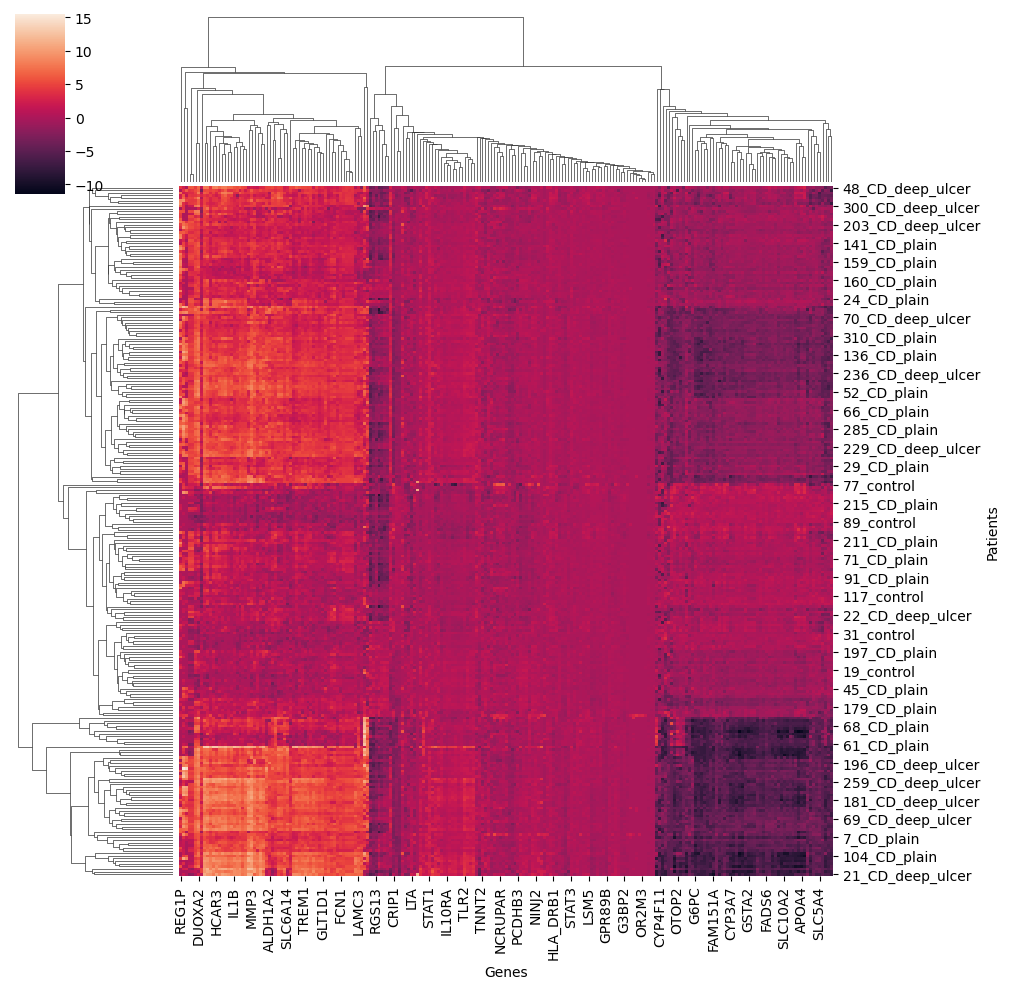 15
10
5
0
−5
−10
48_CD_deep_ulcer
300_CD_deep_ulcer
203_CD_deep_ulcer
141_CD_plain
159_CD_plain
160_CD_plain
24_CD_plain
70_CD_deep_ulcer
310_CD_plain
136_CD_plain
236_CD_deep_ulcer
52_CD_plain
66_CD_plain
285_CD_plain
229_CD_deep_ulcer
29_CD_plain
77_control
215_CD_plain
89_control
211_CD_plain
71_CD_plain
91_CD_plain
117_control
22_CD_deep_ulcer
31_control
197_CD_plain
19_control
45_CD_plain
179_CD_plain
68_CD_plain
61_CD_plain
196_CD_deep_ulcer
259_CD_deep_ulcer
181_CD_deep_ulcer
69_CD_deep_ulcer
7_CD_plain
104_CD_plain
21_CD_deep_ulcer
Patients
REG1P
DUOXA2
HCAR3
IL1B
MMP3
ALDH1A2
SLC6A14
TREM1
GLT1D1
FCN1
LAMC3
RGS13
CRIP1
LTA
STAT1
IL10RA
TLR2
TNNT2
NCRUPAR
PCDHB3
NINJ2
HLA_DRB1
STAT3
LSM5
GPR89B
G3BP2
OR2M3
CYP4F11
OTOP2
G6PC
FAM151A
CYP3A7
GSTA2
FADS6
SLC10A2
APOA4
SLC5A4
Genes